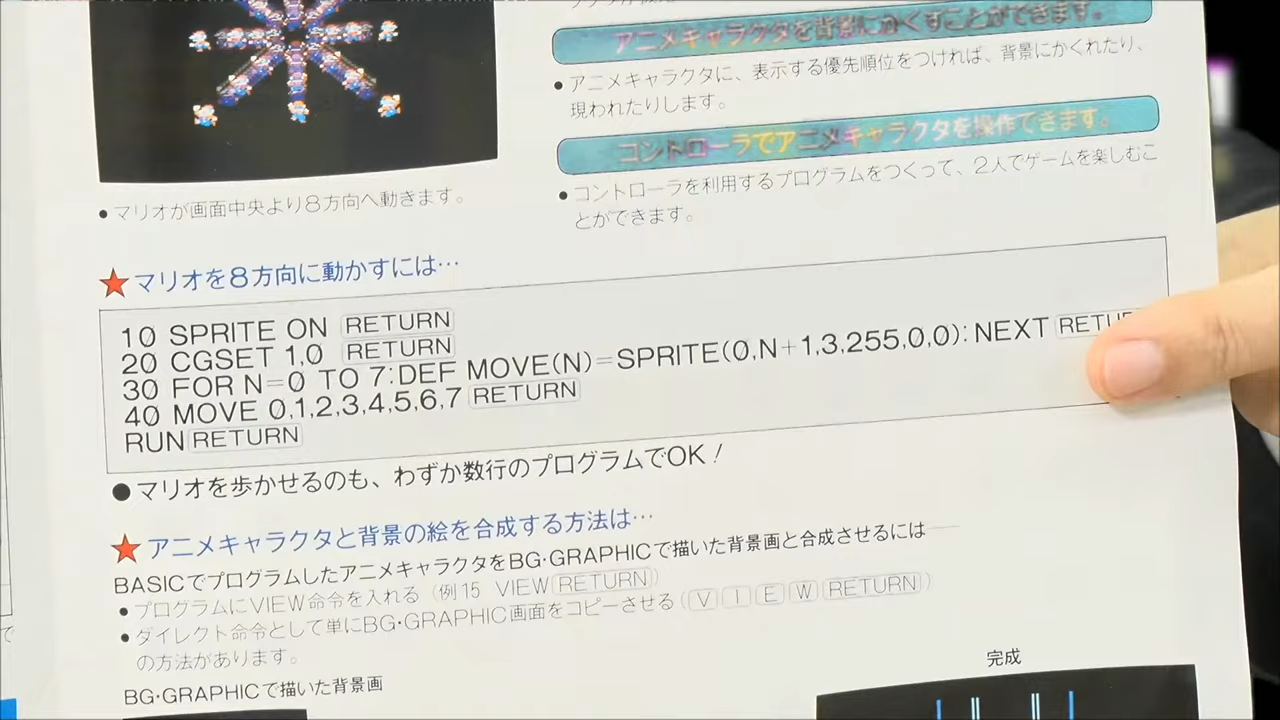 アニメキャラクタを背景にかくすことができます。
●アニメキャラクタに、表示する優先順位をつければ、背景にかくれたり、
現われたりします。
コントローラでアニメキャラクタを操作できます。
●コントローラを利用するプログラムをつくって、2人でゲームを楽しむこ
とができます。
●マリオが画面中央より8方向へ動きます。
★マリオを8方向に動かすには…
10 SPRITE ON RETURN
20 CGSET 1,0 RETURN
30 FOR N=0 TO 7:DEF MOVE(N)=SPRITE(0,N+1,3,255,0,0):NEXT
40 MOVE 0,1,2,3,4,5,6,7 RETURN
RUN RETURN
●マリオを歩かせるのも、わずか数行のプログラムでOK!
★アニメキャラクタと背景の絵を合成する方法は…
BASICでプログラムしたアニメキャラクタをBG・GRAPHICで描いた背景画と合成させるには
●プログラムにVIEW命令を入れる(例15 VIEW RETURN)
●ダイレクト命令として単にBG・GRAPHIC画面をコピーさせる(V I E W RETURN)
の方法があります。
BG・GRAPHICで描いた背景画
完成